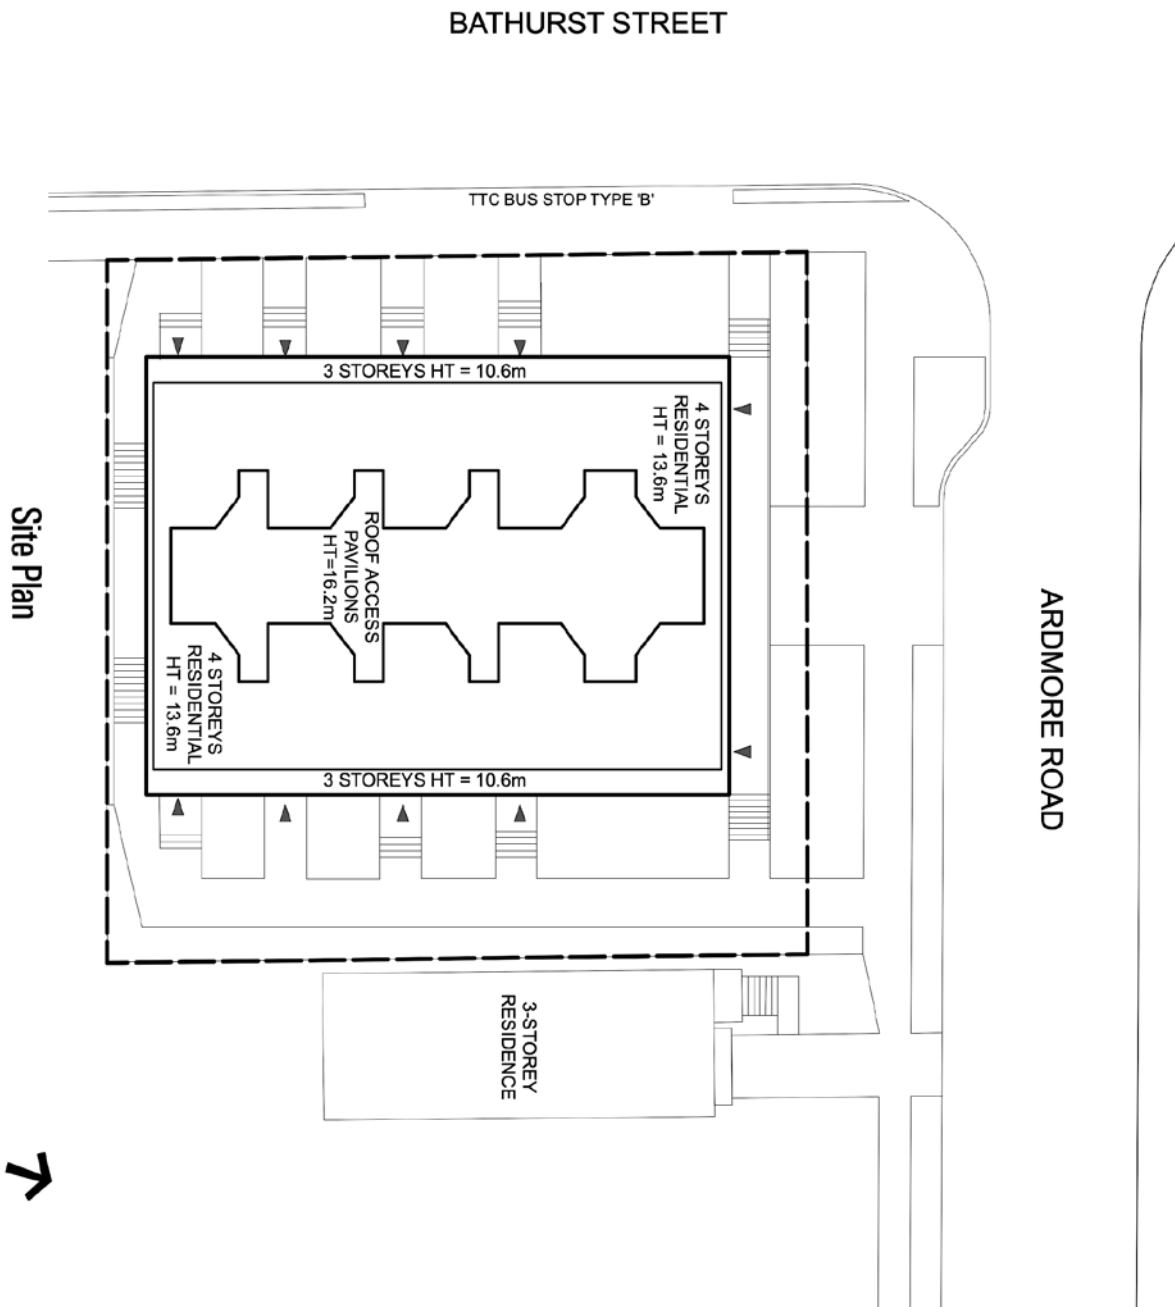 BATHURST STREET
TTC BUS STOP TYPE 'B'
3 STOREYS HT = 10.6m
4 STOREYS
RESIDENTIAL
HT = 13.6m
ROOF ACCESS
PAVILIONS
HT=16.2m
4 STOREYS
RESIDENTIAL
HT = 13.6m
3 STOREYS HT = 10.6m
ARDMORE ROAD
Site Plan
3-STOREY
RESIDENCE